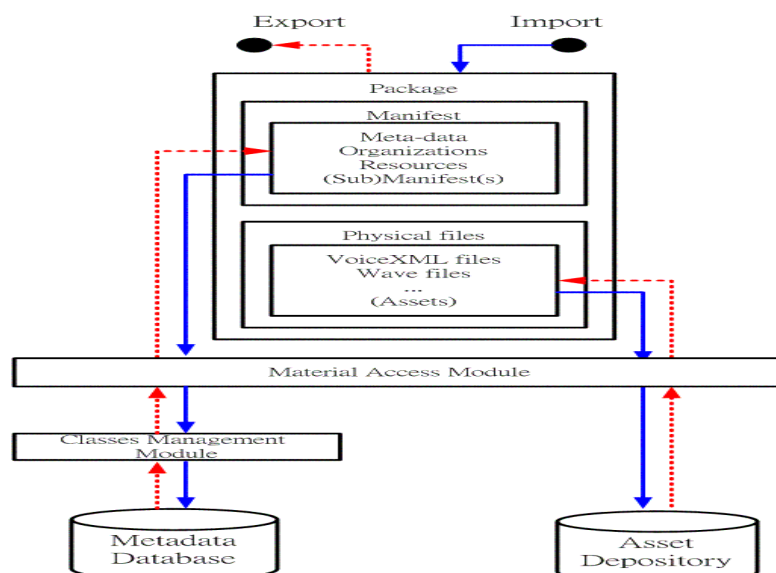 Export
Import
Package
Manifest
Meta-data
Organizations
Resources
(Sub)Manifest(s)
Physical files
VoiceXML files
Wave files
...
(Assets)
Material Access Module
Classes Management
Module
Metadada
Database
Asset
Depository